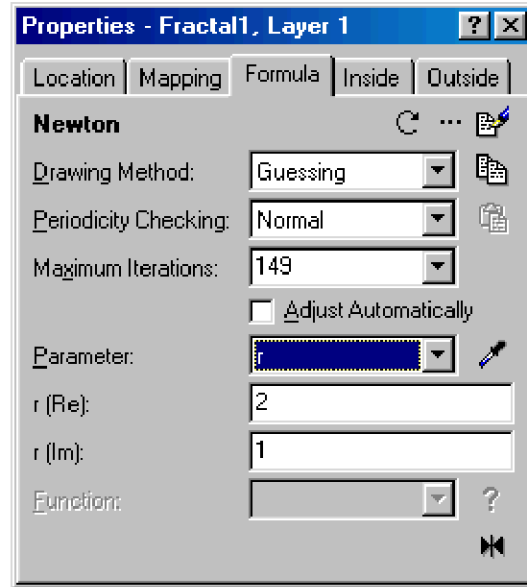 Properties - Fractal1, Layer 1
Location Mapping Formula Inside Outside
Newton
Drawing Method: Guessing
Periodicity Checking: Normal
Maximum Iterations: 149
Adjust Automatically
Parameter: r
r (Re): 2
r (Im): 1
Function: